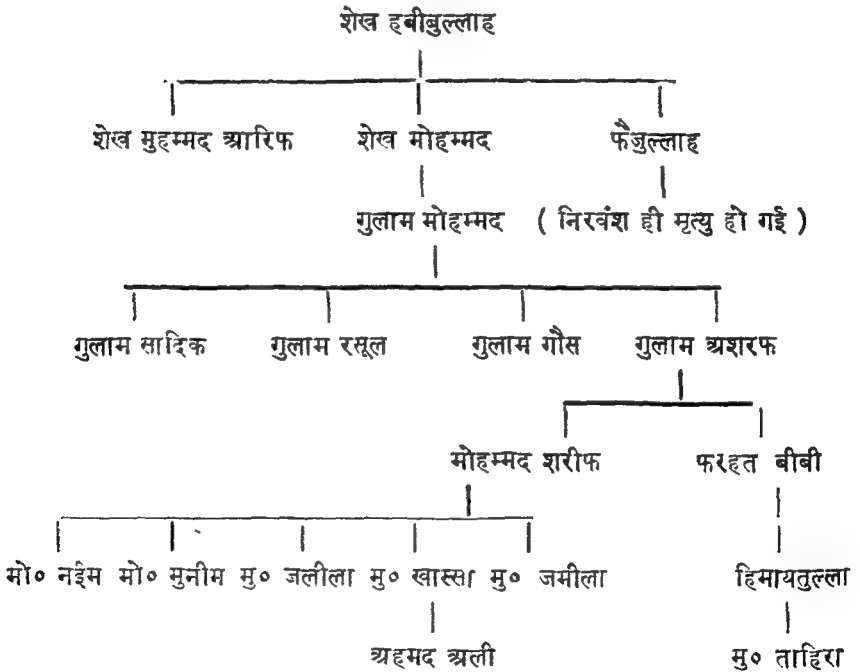 शेख हबीबुल्लाह
शेख मुहम्मद आरिफ शेख मोहम्मद फैजुल्लाह
गुलाम मोहम्मद ( निरवंश ही मृत्यु हो गई )
गुलाम सादिक गुलाम रसूल गुलाम गौस गुलाम अशरफ
मोहम्मद शरीफ फरहत बीबी
मो० नईम मो० मुनीम मु० जलीला मु० खास्सा मु० जमीला हिमायतुल्ला
अहमद अली मु० ताहिरा